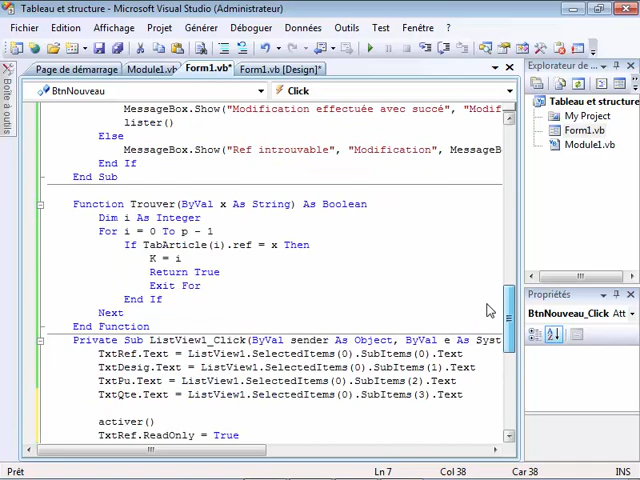 Tableau et structure - Microsoft Visual Studio (Administrateur)
Fichier Edition Affichage Projet Générer Déboguer Données Outils Test Fenêtre ?
Page de démarrage Module1.vb Form1.vb* Form1.vb [Design]*
BtnNouveau Click
Boîte à outils
MessageBox.Show("Modification effectuée avec succé", "Modif
lister()
Else
MessageBox.Show("Ref introuvable", "Modification", MessageB
End If
End Sub
Function Trouver(ByVal x As String) As Boolean
Dim i As Integer
For i = 0 To p - 1
If TabArticle(i).ref = x Then
K = i
Return True
Exit For
End If
Next
End Function
Private Sub ListView1_Click(ByVal sender As Object, ByVal e As Syst
TxtRef.Text = ListView1.SelectedItems(0).SubItems(0).Text
TxtDesig.Text = ListView1.SelectedItems(0).SubItems(1).Text
TxtPu.Text = ListView1.SelectedItems(0).SubItems(2).Text
TxtQte.Text = ListView1.SelectedItems(0).SubItems(3).Text
activer()
TxtRef.ReadOnly = True
Explorateur de ...
Tableau et structure
My Project
Form1.vb
Module1.vb
Propriétés
BtnNouveau_Click Att
Prêt Ln 7 Col 38 Car 38 INS